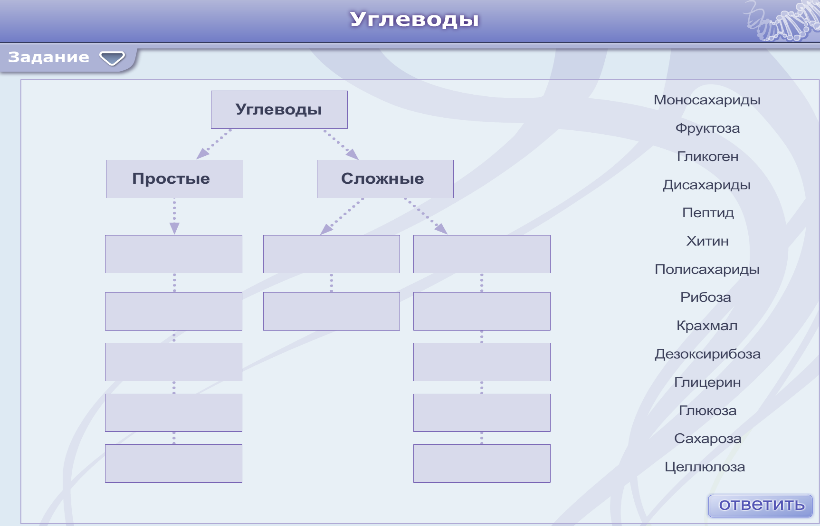 Углеводы
Задание
Углеводы
Простые
Сложные
Моносахариды
Фруктоза
Гликоген
Дисахариды
Пептид
Хитин
Полисахариды
Рибоза
Крахмал
Дезоксирибоза
Глицерин
Глюкоза
Сахароза
Целлюлоза
ответить